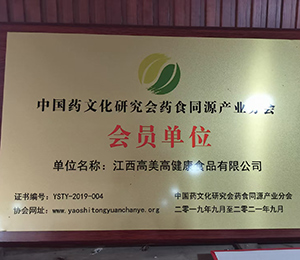 中国药文化研究会药食同源产业分会
会员单位
单位名称：江西高美高健康食品有限公司
证书编号：YSTY-2019-004
中国药文化研究会药食同源产业分会
协会网址：www.yaoshitongyuanchanye.org
二零一九年九月至二零二一年九月